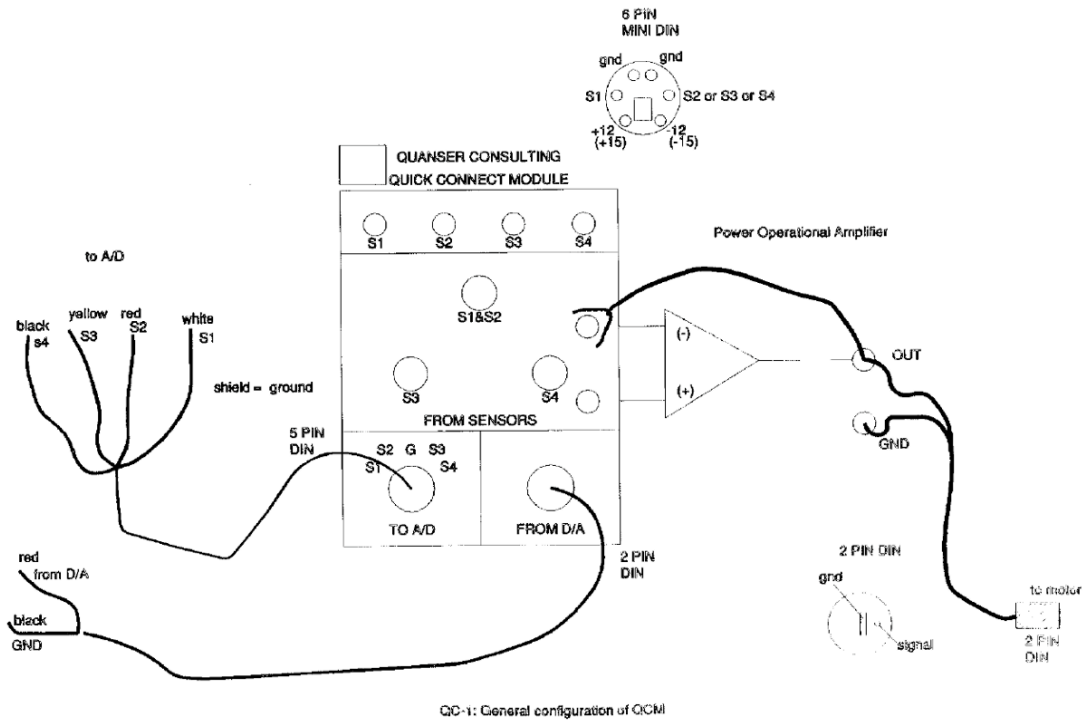 6 PIN
MINI DIN
gnd gnd
S1 S2 or S3 or S4
+12 -12
(+15) (-15)
QUANSER CONSULTING
QUICK CONNECT MODULE
S1 S2 S3 S4
Power Operational Amplifier
to A/D
S1&S2
black yellow red white
s4 S3 S2 S1
(-)
OUT
shield = ground
S3 S4
(+)
FROM SENSORS
5 PIN
DIN
S2 G S3
S1 S4
GND
TO A/D FROM D/A
2 PIN
DIN
2 PIN DIN
red
from D/A
gnd
to motor
black
GND
signal
2 PIN
DIN
QC-1: General configuration of QCM